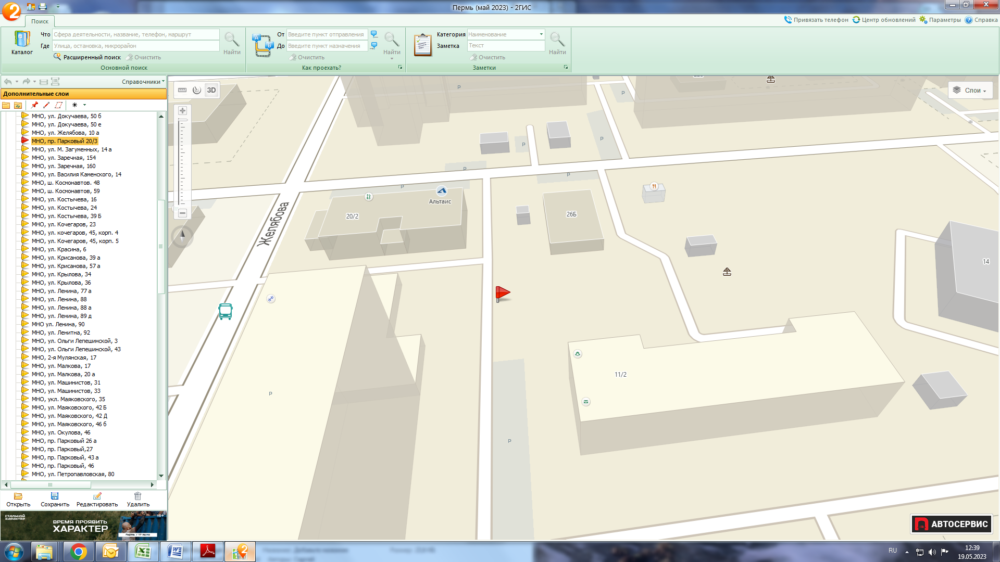 Пермь (май 2023) - 2ГИС
Поиск
Привязать телефон
Центр обновлений
Параметры
Справка
Каталог
Что
Сфера деятельности, название, телефон, маршрут
Где
Улица, остановка, микрорайон
Расширенный поиск
Очистить
Найти
Основной поиск
От
Введите пункт отправления
До
Введите пункт назначения
Очистить
Найти
Как проехать?
Категория
Наименование
Заметка
Текст
Очистить
Найти
Заметки
Справочники
Дополнительные слои
МНО, ул. Докучаева, 50 б
МНО, ул. Докучаева, 50 е
МНО, ул. Желябова, 10 а
МНО, пр. Парковый 20/3
МНО, ул. М. Загуменных, 14 а
МНО, ул. Заречная, 154
МНО, ул. Заречная, 160
МНО, ул. Василия Каменского, 14
МНО, ш. Космонавтов. 48
МНО, ш. Космонавтов, 59
МНО, ул. Костычева, 16
МНО, ул. Костычева, 24
МНО, ул. Костычева, 39 Б
МНО, ул. Кочегаров, 23
МНО, ул. кочегаров, 45, корп. 4
МНО, ул. Кочегаров, 45, корп. 5
МНО, ул. Красина, 6
МНО, ул. Крисанова, 39 а
МНО, ул. Крисанова, 57 а
МНО, ул. Крылова, 34
МНО, ул. Крылова, 36
МНО, ул. Ленина, 77 а
МНО, ул. Ленина, 88
МНО, ул. Ленина, 88 а
МНО, ул. Ленина, 89 д
МНО ул. Ленина, 90
МНО, ул. Ленитна, 92
МНО, ул. Ольги Лепешинской, 3
МНО, ул. Ольги Лепешинской, 43
МНО, 2-я Мулянская, 17
МНО, ул. Малкова, 17
МНО, ул. Малкова, 20 а
МНО, ул. Машинистов, 31
МНО, ул. Машинистов, 33
МНО, укл. Маяковского, 35
МНО, ул. Маяковского, 42 Б
МНО, ул. Маяковского, 42 Д
МНО, ул. Маяковского, 46 б
МНО, ул. Окулова, 46
МНО, пр. Парковый 26 а
МНО, пр. Парковый,27
МНО, пр. Парковый, 43 а
МНО, пр. Парковый, 46
МНО, ул. Петропавловская, 80
Открыть
Сохранить
Редактировать
Удалить
СТАЛЬНОЙ
ХАРАКТЕР
16+
ВРЕМЯ ПРОЯВИТЬ
ХАРАКТЕР
Пермь / 17 июня
3D
Слои
P
P
P
P
P
P
P
Альтаис
20/2
26Б
Желябова
14
11/2
P
P
АВТОСЕРВИС
RU
12:39
19.05.2023